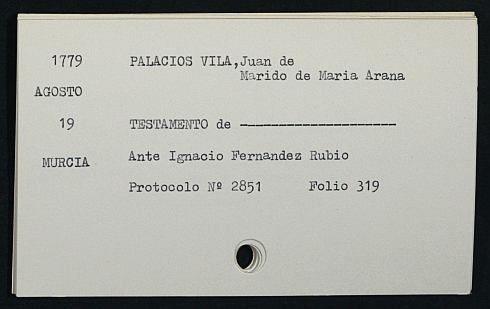 1779 PALACIOS VILA, Juan de
Marido de Maria Arana
AGOSTO
19 TESTAMENTO de --------------------
MURCIA Ante Ignacio Fernandez Rubio
Protocolo Nº 2851 Folio 319